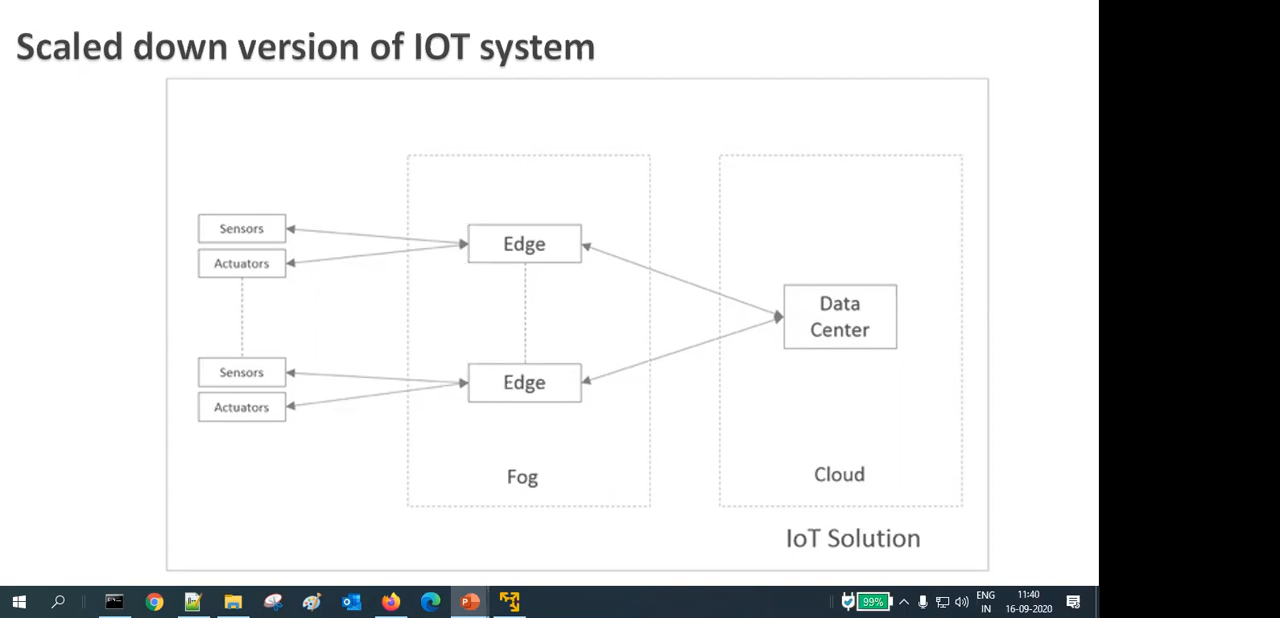 Scaled down version of IOT system
Sensors
Actuators
Edge
Data
Center
Sensors
Actuators
Edge
Fog
Cloud
IoT Solution
99%
ENG
IN
11:40
16-09-2020